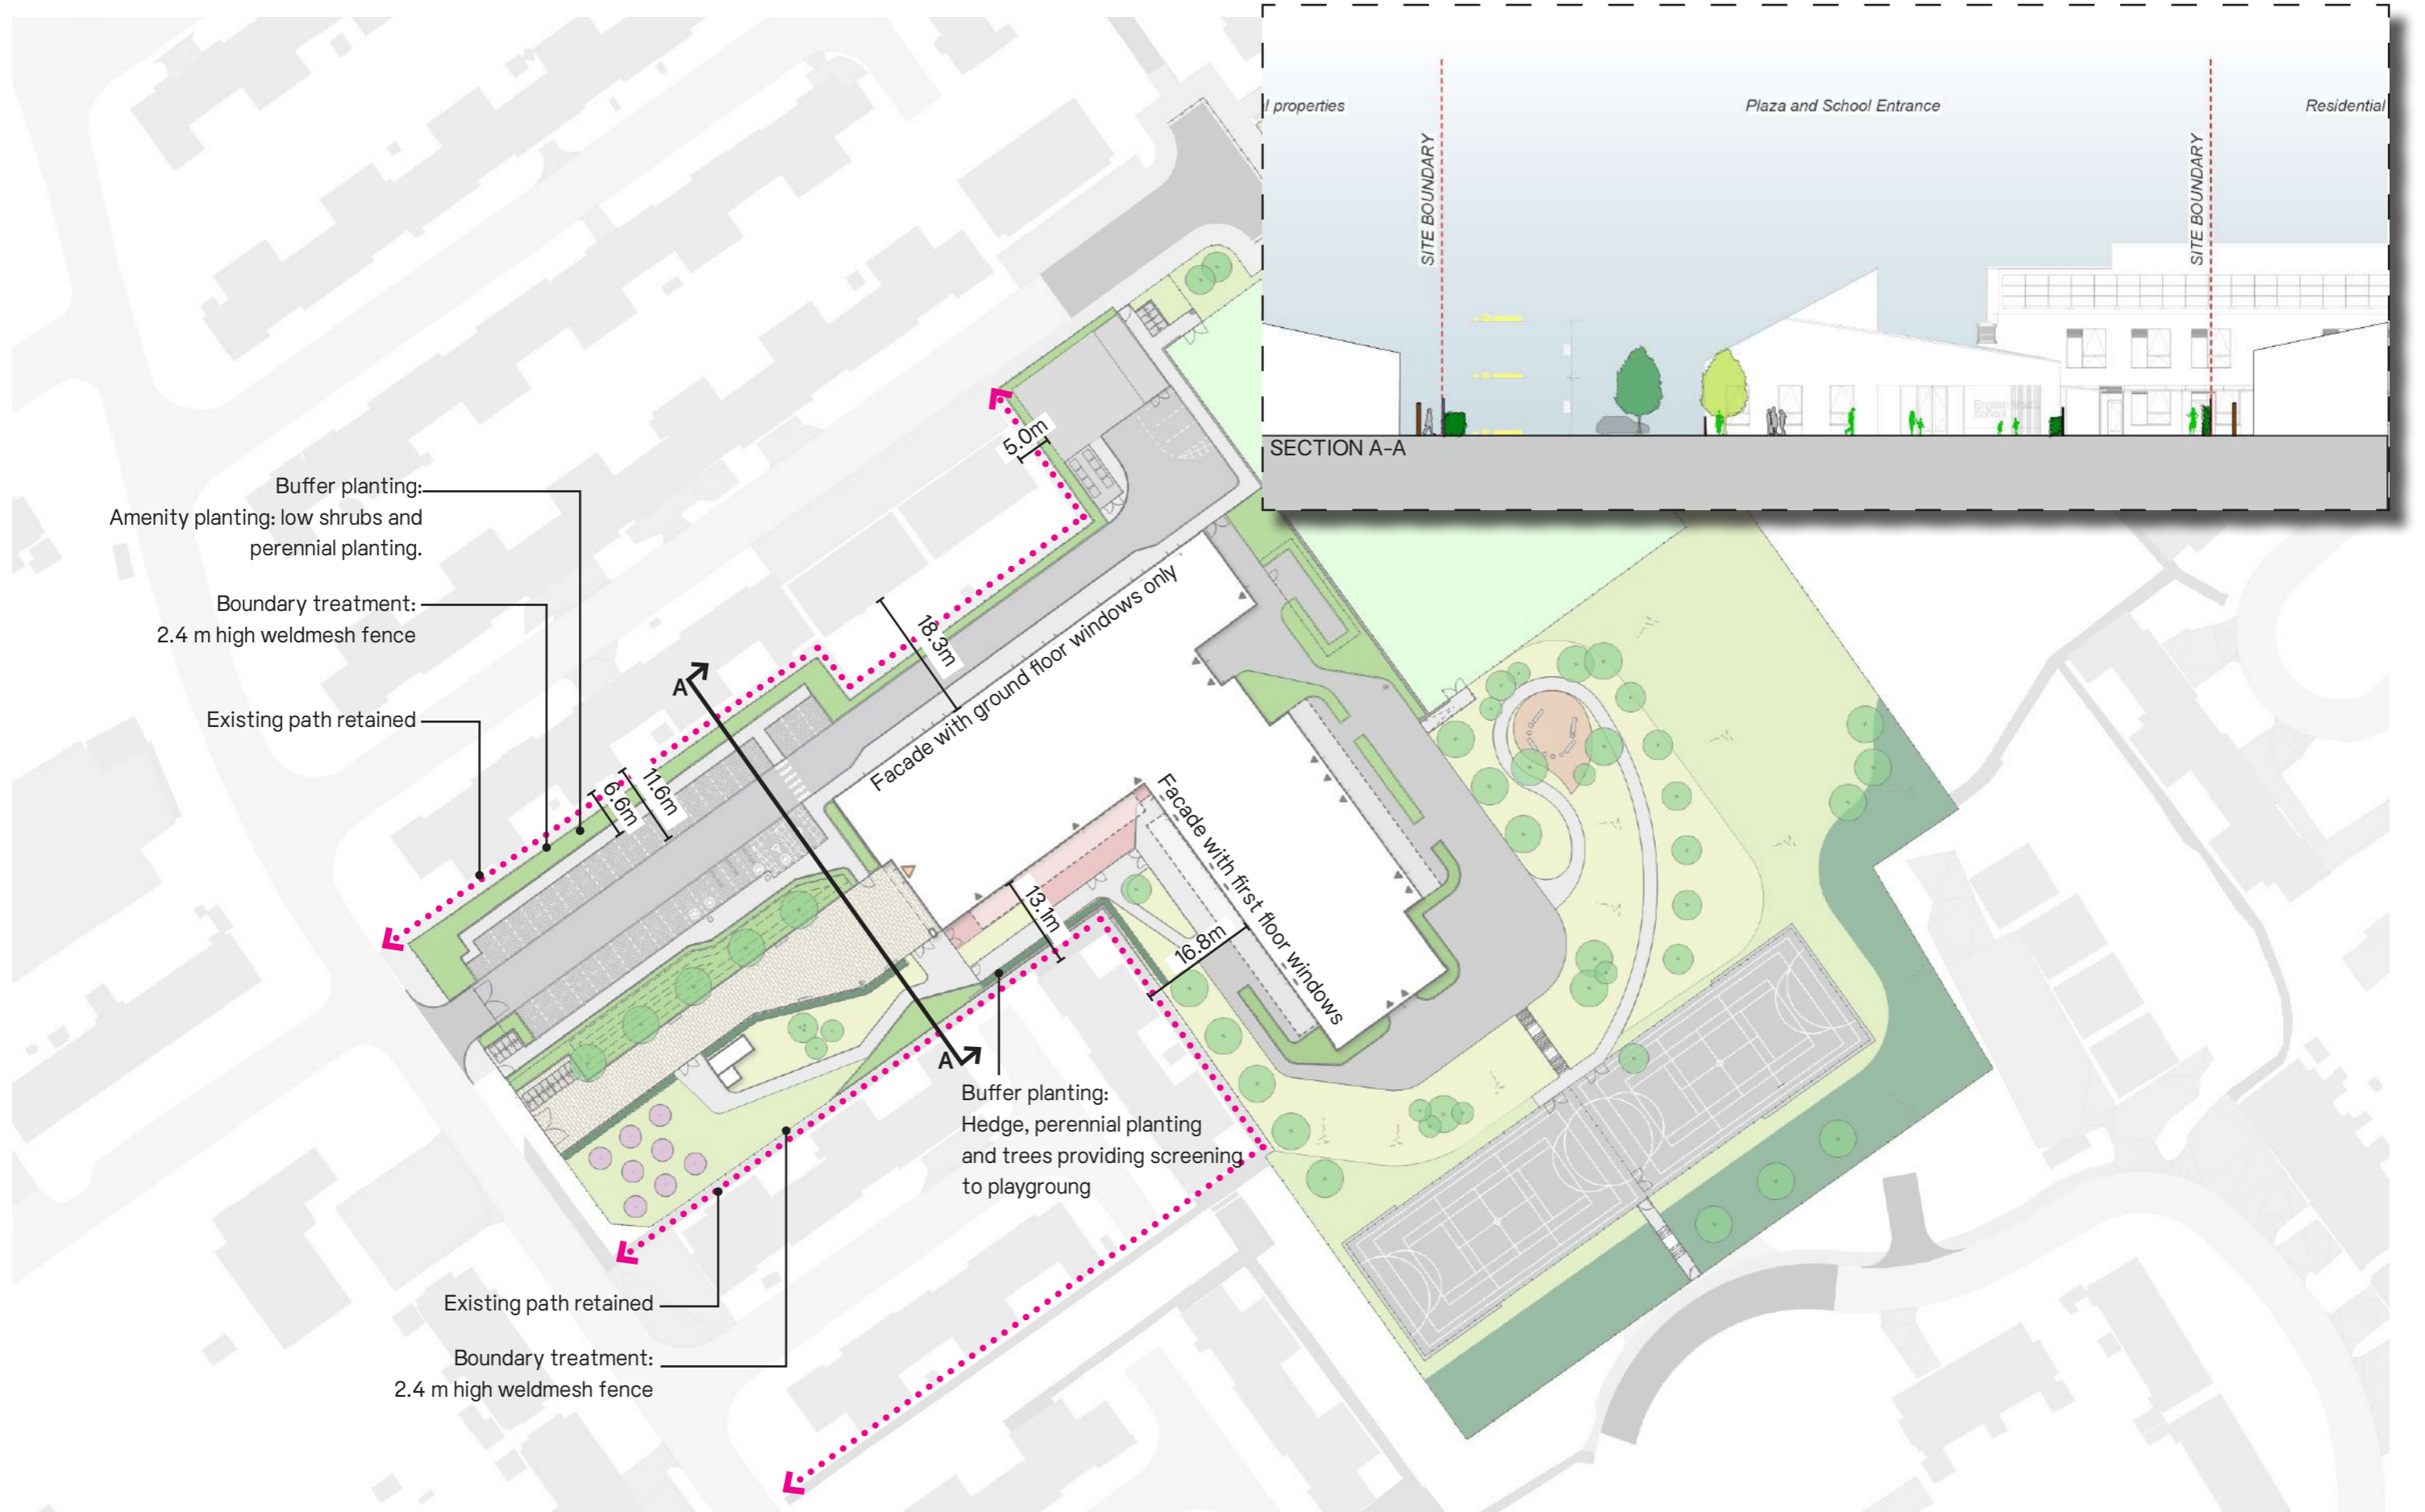 l properties
Plaza and School Entrance
Residential
SITE BOUNDARY
SITE BOUNDARY
SECTION A-A
5.0m
Buffer planting:
Amenity planting: low shrubs and
perennial planting.
Boundary treatment:
2.4 m high weldmesh fence
Existing path retained
18.3m
Facade with ground floor windows only
A
11.6m
6.6m
Facade with first floor windows
13.1m
16.8m
A
Buffer planting:
Hedge, perennial planting
and trees providing screening
to playgroung
Existing path retained
Boundary treatment:
2.4 m high weldmesh fence